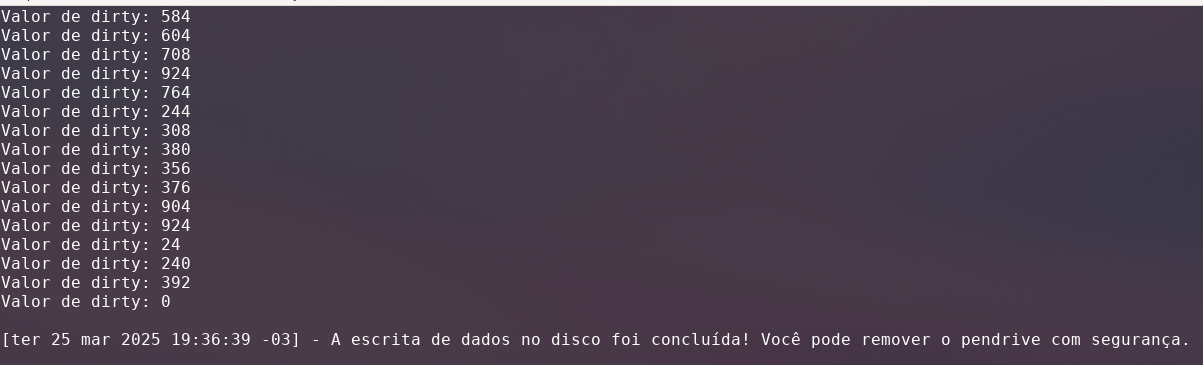 Valor de dirty: 584
Valor de dirty: 604
Valor de dirty: 708
Valor de dirty: 924
Valor de dirty: 764
Valor de dirty: 244
Valor de dirty: 308
Valor de dirty: 380
Valor de dirty: 356
Valor de dirty: 376
Valor de dirty: 904
Valor de dirty: 924
Valor de dirty: 24
Valor de dirty: 240
Valor de dirty: 392
Valor de dirty: 0
[ter 25 mar 2025 19:36:39 -03] - A escrita de dados no disco foi concluída! Você pode remover o pendrive com segurança.